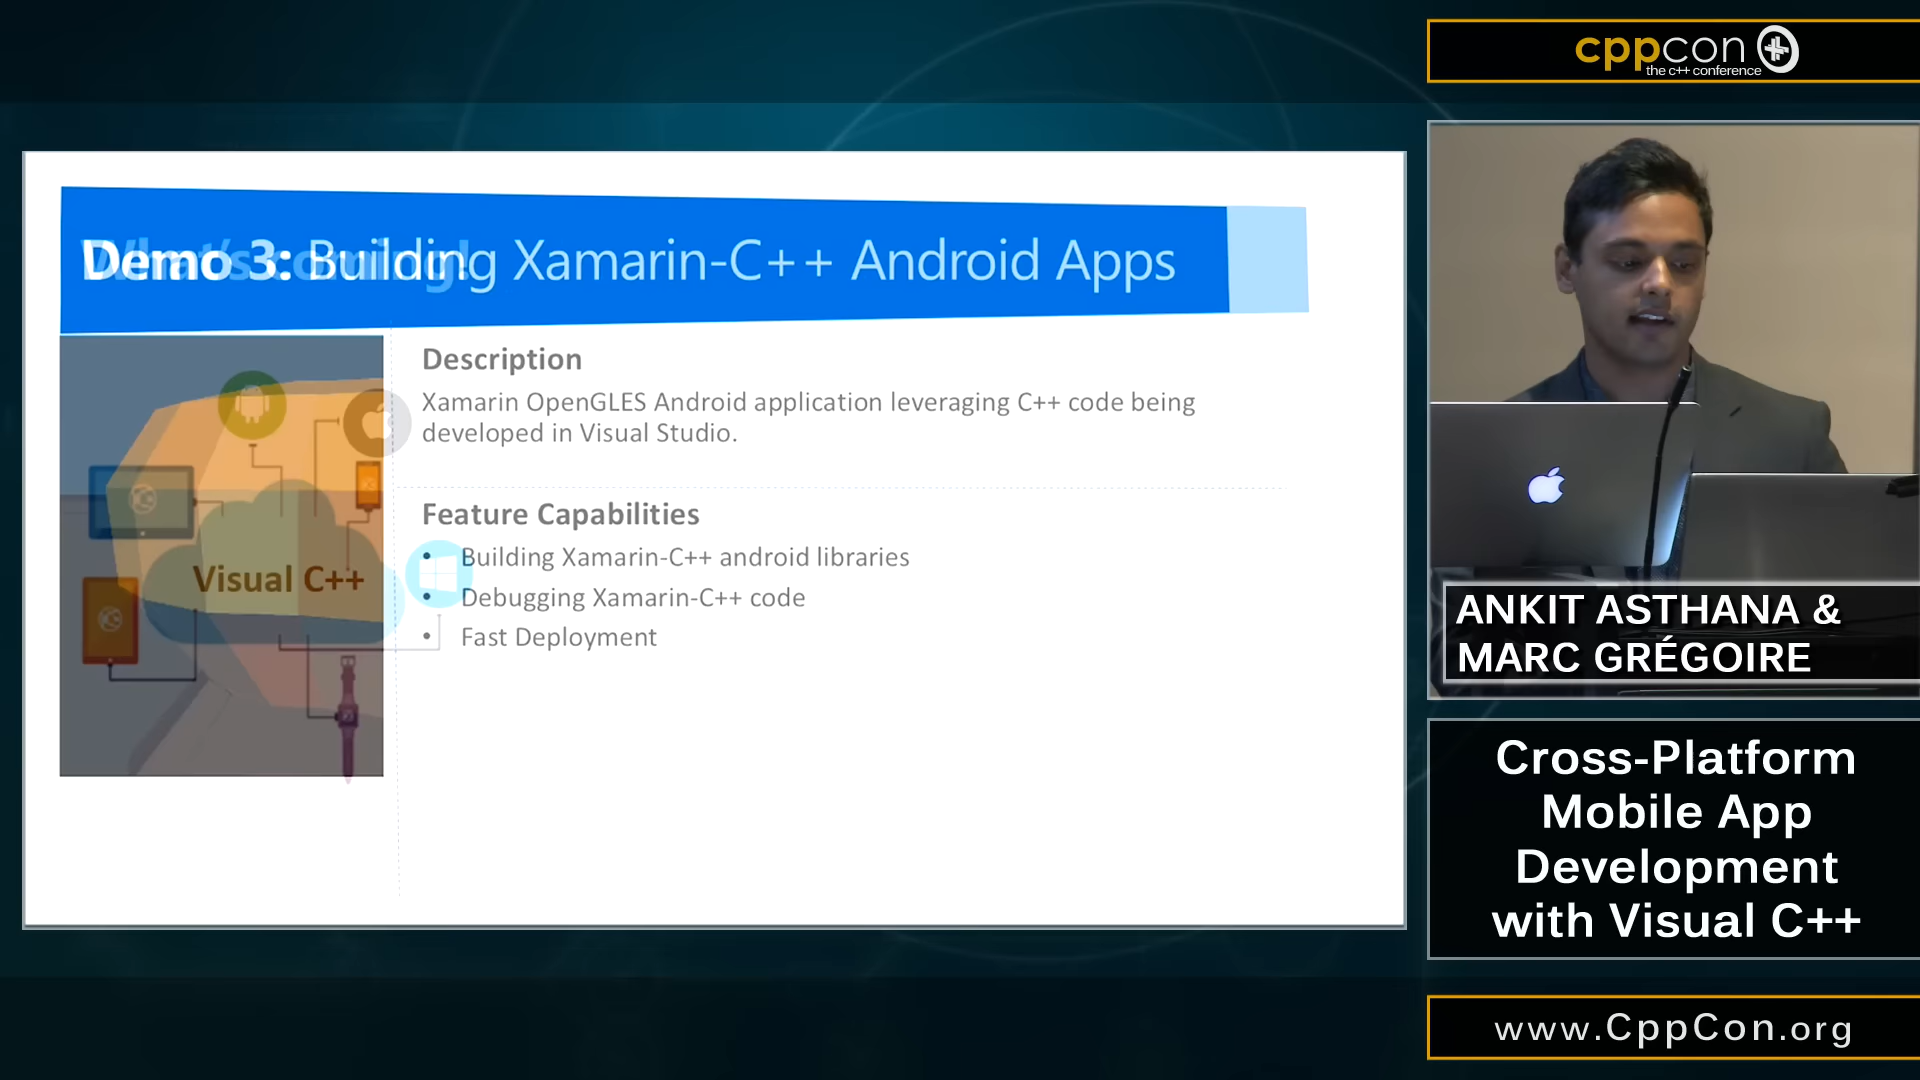 cppcon
the c++ conference
What's coming!
Demo 3: Building Xamarin-C++ Android Apps
Description
Xamarin OpenGLES Android application leveraging C++ code being
developed in Visual Studio.
Feature Capabilities
• Building Xamarin-C++ android libraries
• Debugging Xamarin-C++ code
• Fast Deployment
Visual C++
ANKIT ASTHANA &
MARC GRÉGOIRE
Cross-Platform
Mobile App
Development
with Visual C++
www.CppCon.org